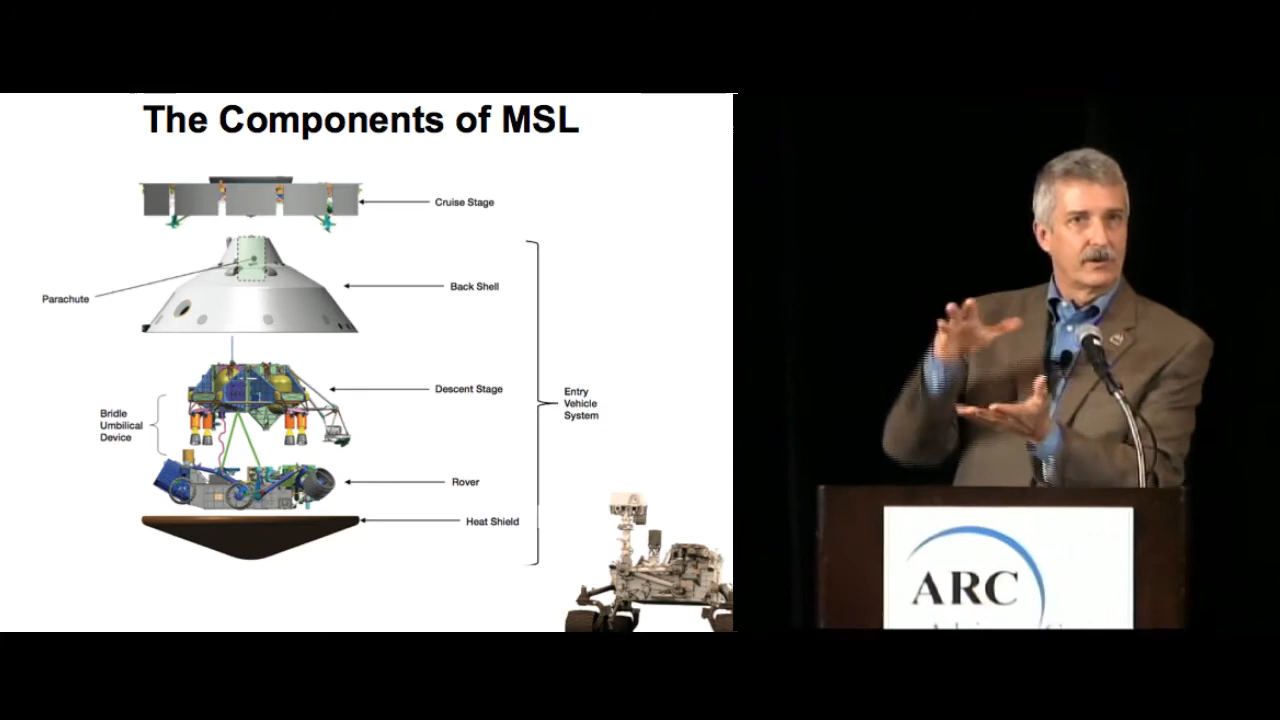 The Components of MSL
Cruise Stage
Parachute
Back Shell
Descent Stage
Bridle
Umbilical
Device
Entry
Vehicle
System
Rover
Heat Shield
ARC